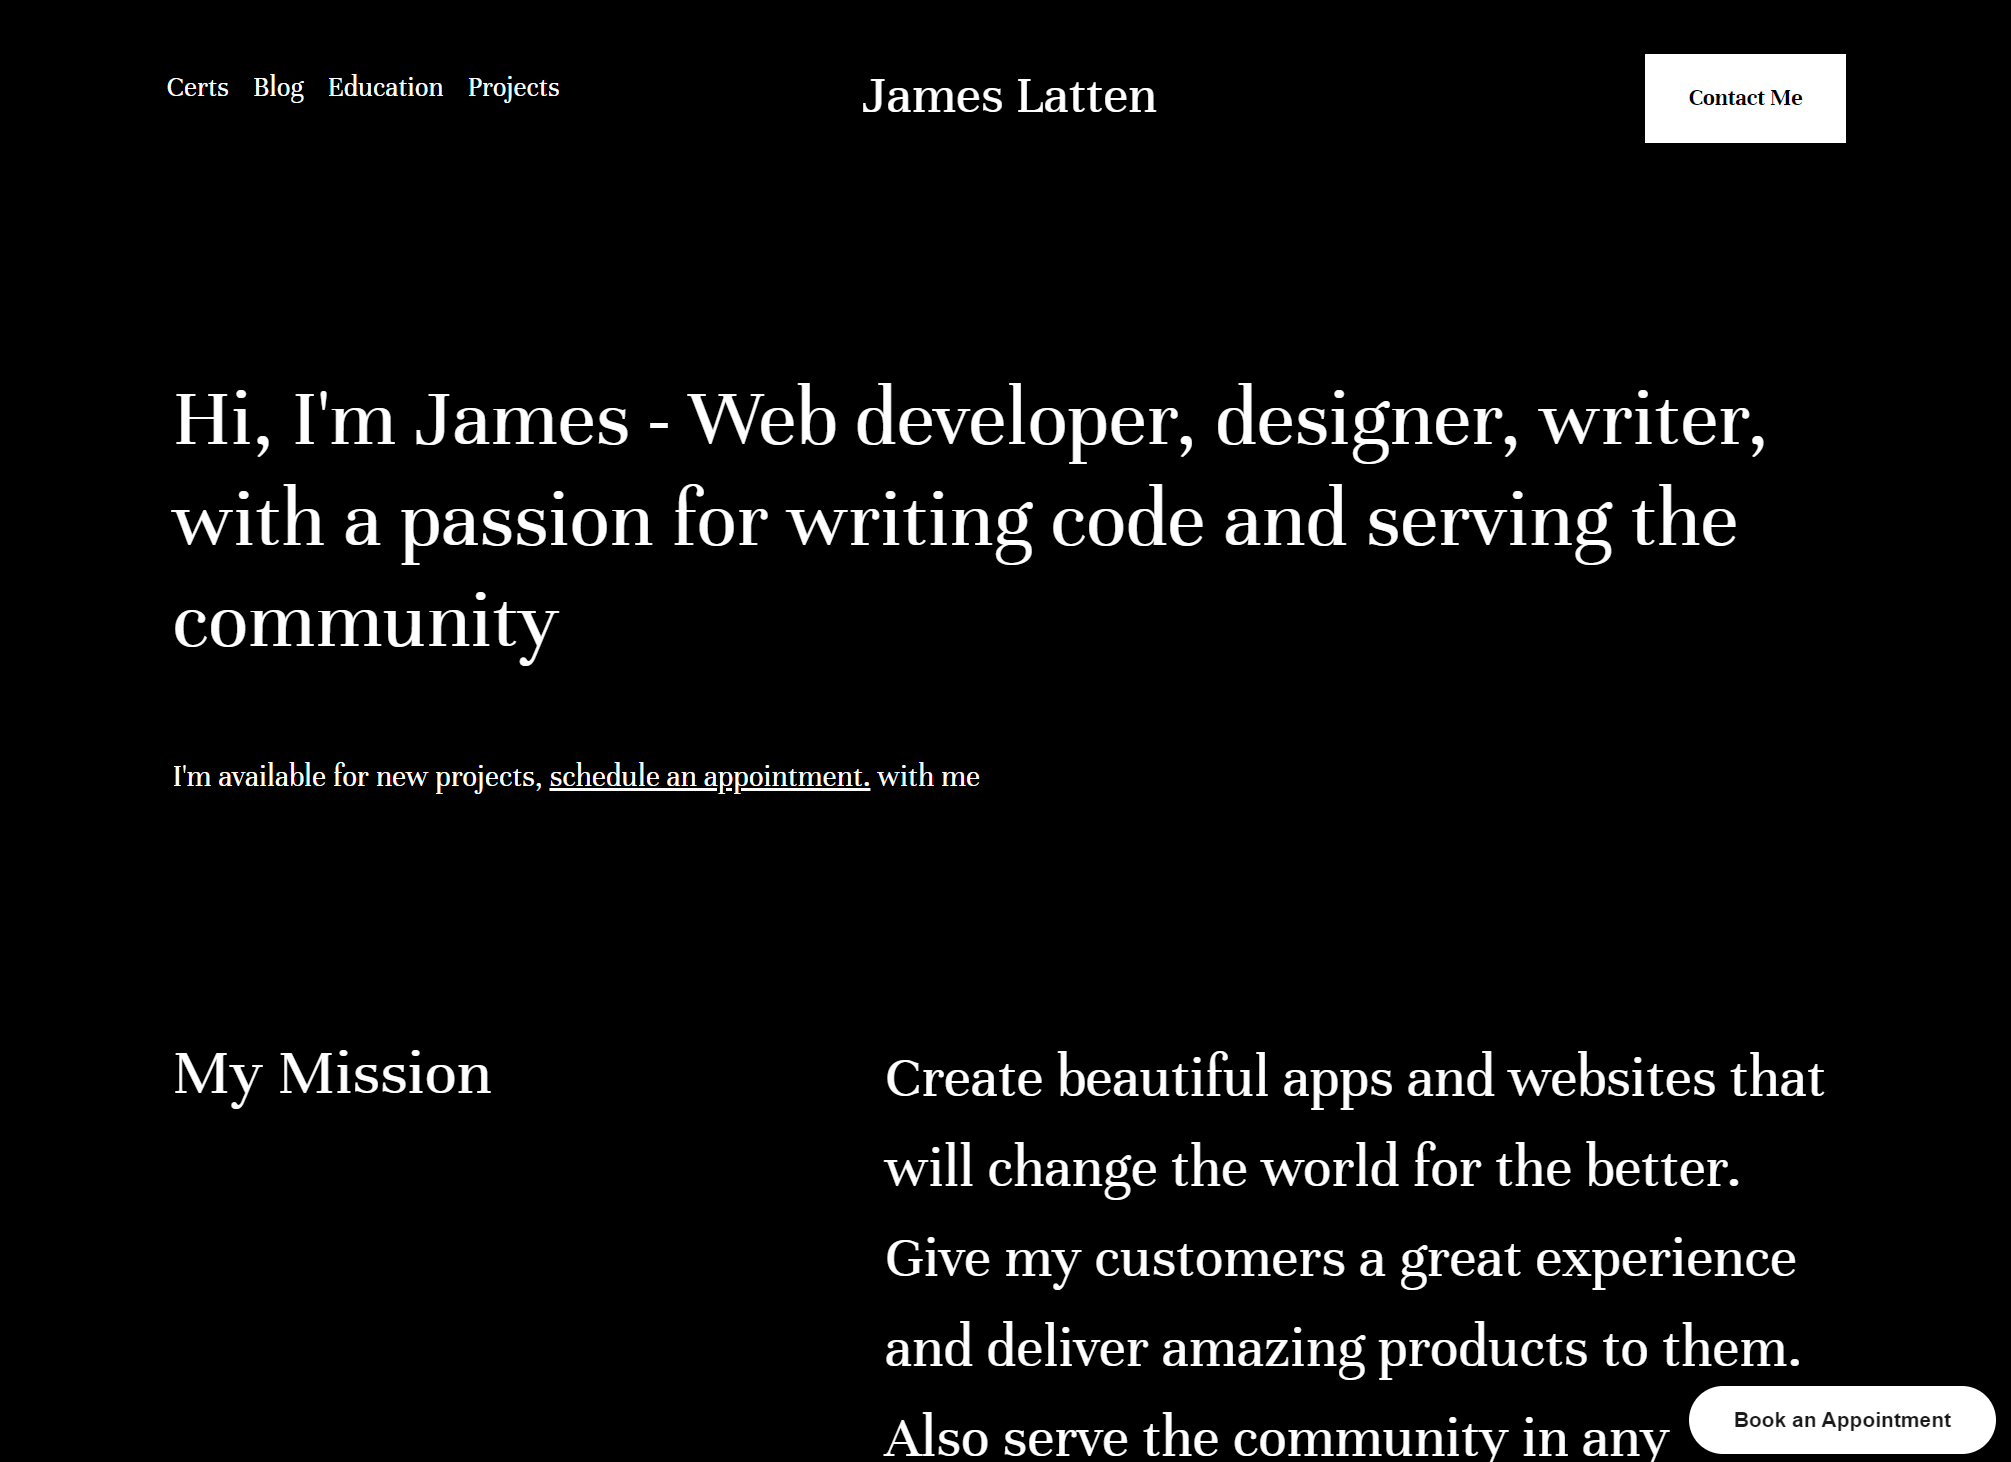 Certs Blog Education Projects
James Latten
Contact Me
Hi, I'm James - Web developer, designer, writer,
with a passion for writing code and serving the
community
I'm available for new projects, schedule an appointment. with me
My Mission
Create beautiful apps and websites that
will change the world for the better.
Give my customers a great experience
and deliver amazing products to them.
Also serve the community in any
Book an Appointment